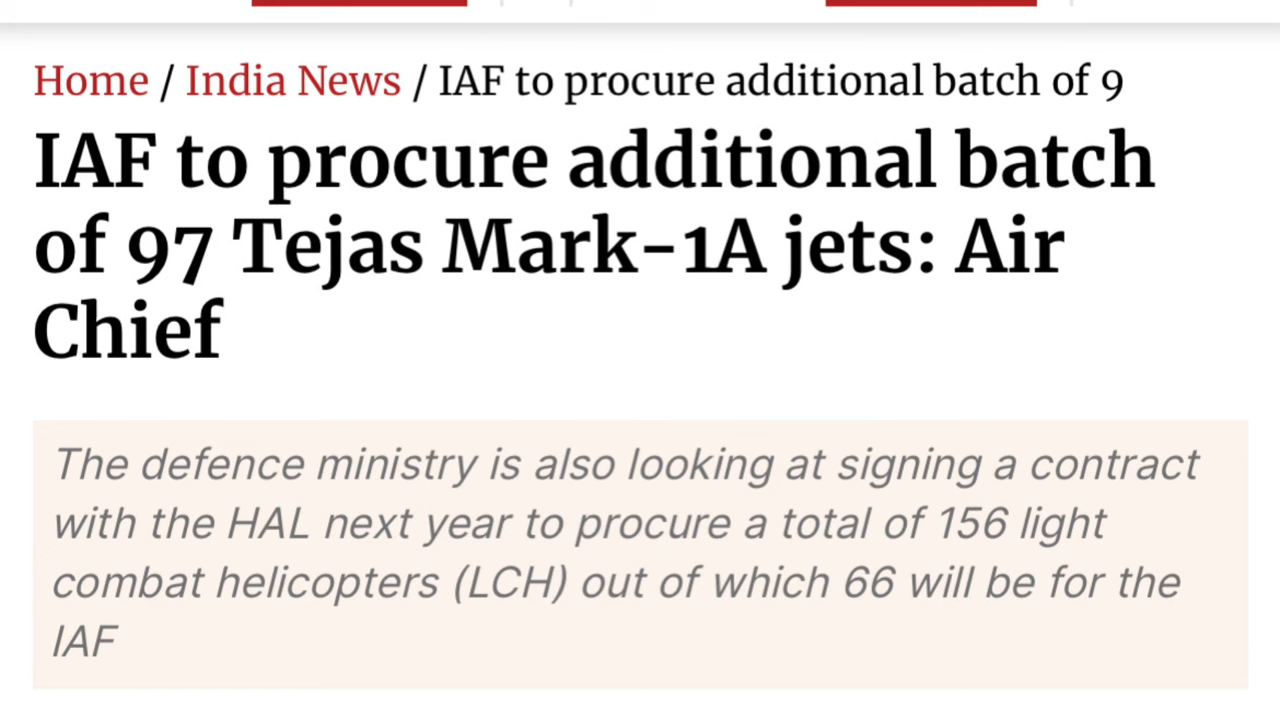 Home / India News / IAF to procure additional batch of 9
IAF to procure additional batch
of 97 Tejas Mark-1A jets: Air
Chief
The defence ministry is also looking at signing a contract
with the HAL next year to procure a total of 156 light
combat helicopters (LCH) out of which 66 will be for the
IAF